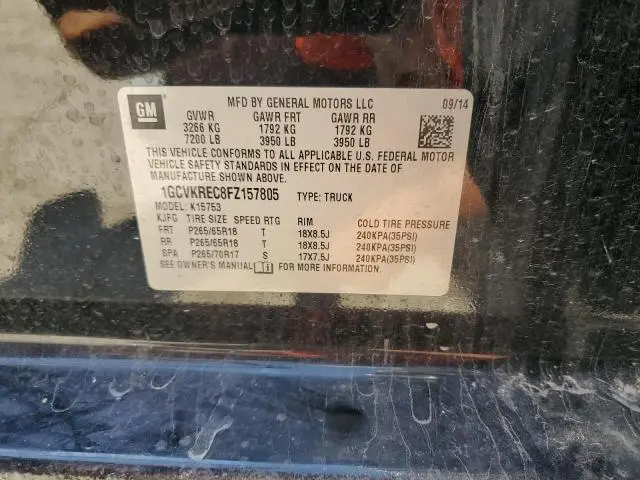 GM
MFD BY GENERAL MOTORS LLC 09/14
GVWR GAWR FRT GAWR RR
3266 KG 1792 KG 1792 KG
7200 LB 3950 LB 3950 LB
THIS VEHICLE CONFORMS TO ALL APPLICABLE U.S. FEDERAL MOTOR
VEHICLE SAFETY STANDARDS IN EFFECT ON THE DATE OF
MANUFACTURE SHOWN ABOVE.
1GCVKREC8FZ157805 TYPE: TRUCK
MODEL: K15753
KJFG TIRE SIZE SPEED RTG RIM COLD TIRE PRESSURE
FRT P265/65R18 T 18X8.5J 240KPA(35PSI)
RR P265/65R18 T 18X8.5J 240KPA(35PSI)
SPA P265/70R17 S 17X7.5J 240KPA(35PSI)
SEE OWNER'S MANUAL FOR MORE INFORMATION.